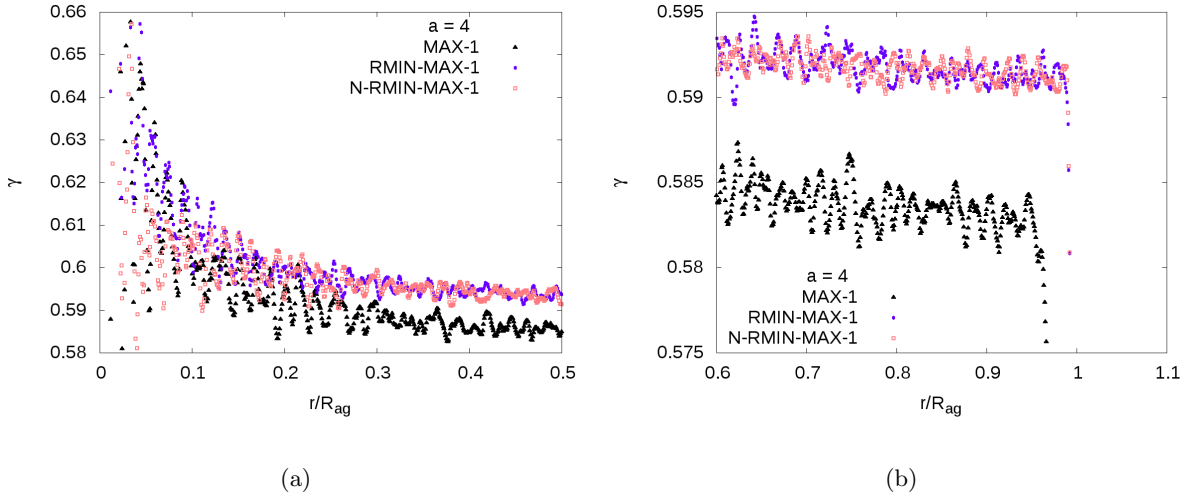 0.66
0.65
0.64
0.63
0.62
0.61
0.6
0.59
0.58
γ
0 0.1 0.2 0.3 0.4 0.5
r/Rag
a = 4
MAX-1
RMIN-MAX-1
N-RMIN-MAX-1
(a)
0.595
0.59
0.585
0.58
0.575
γ
0.6 0.7 0.8 0.9 1 1.1
r/Rag
a = 4
MAX-1
RMIN-MAX-1
N-RMIN-MAX-1
(b)